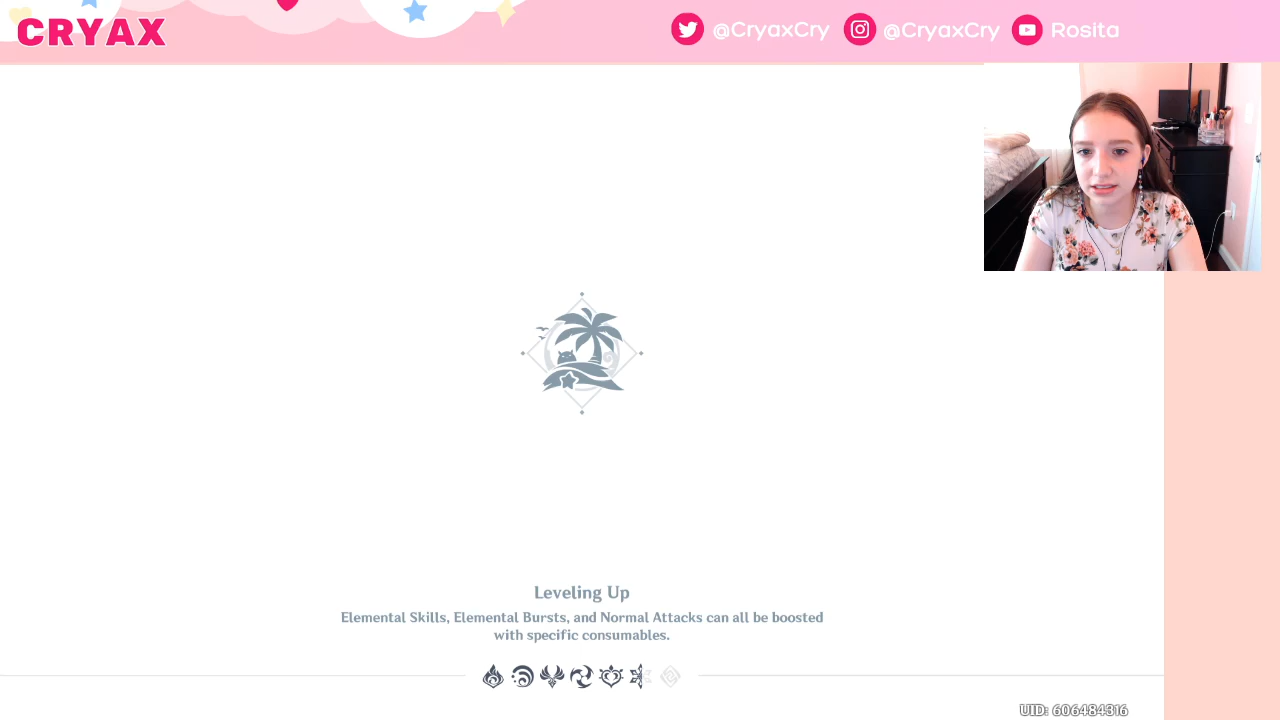 CRYAX
@CryaxCry
@CryaxCry
Rosita
Leveling Up
Elemental Skills, Elemental Bursts, and Normal Attacks can all be boosted
with specific consumables.
UID: 606484316